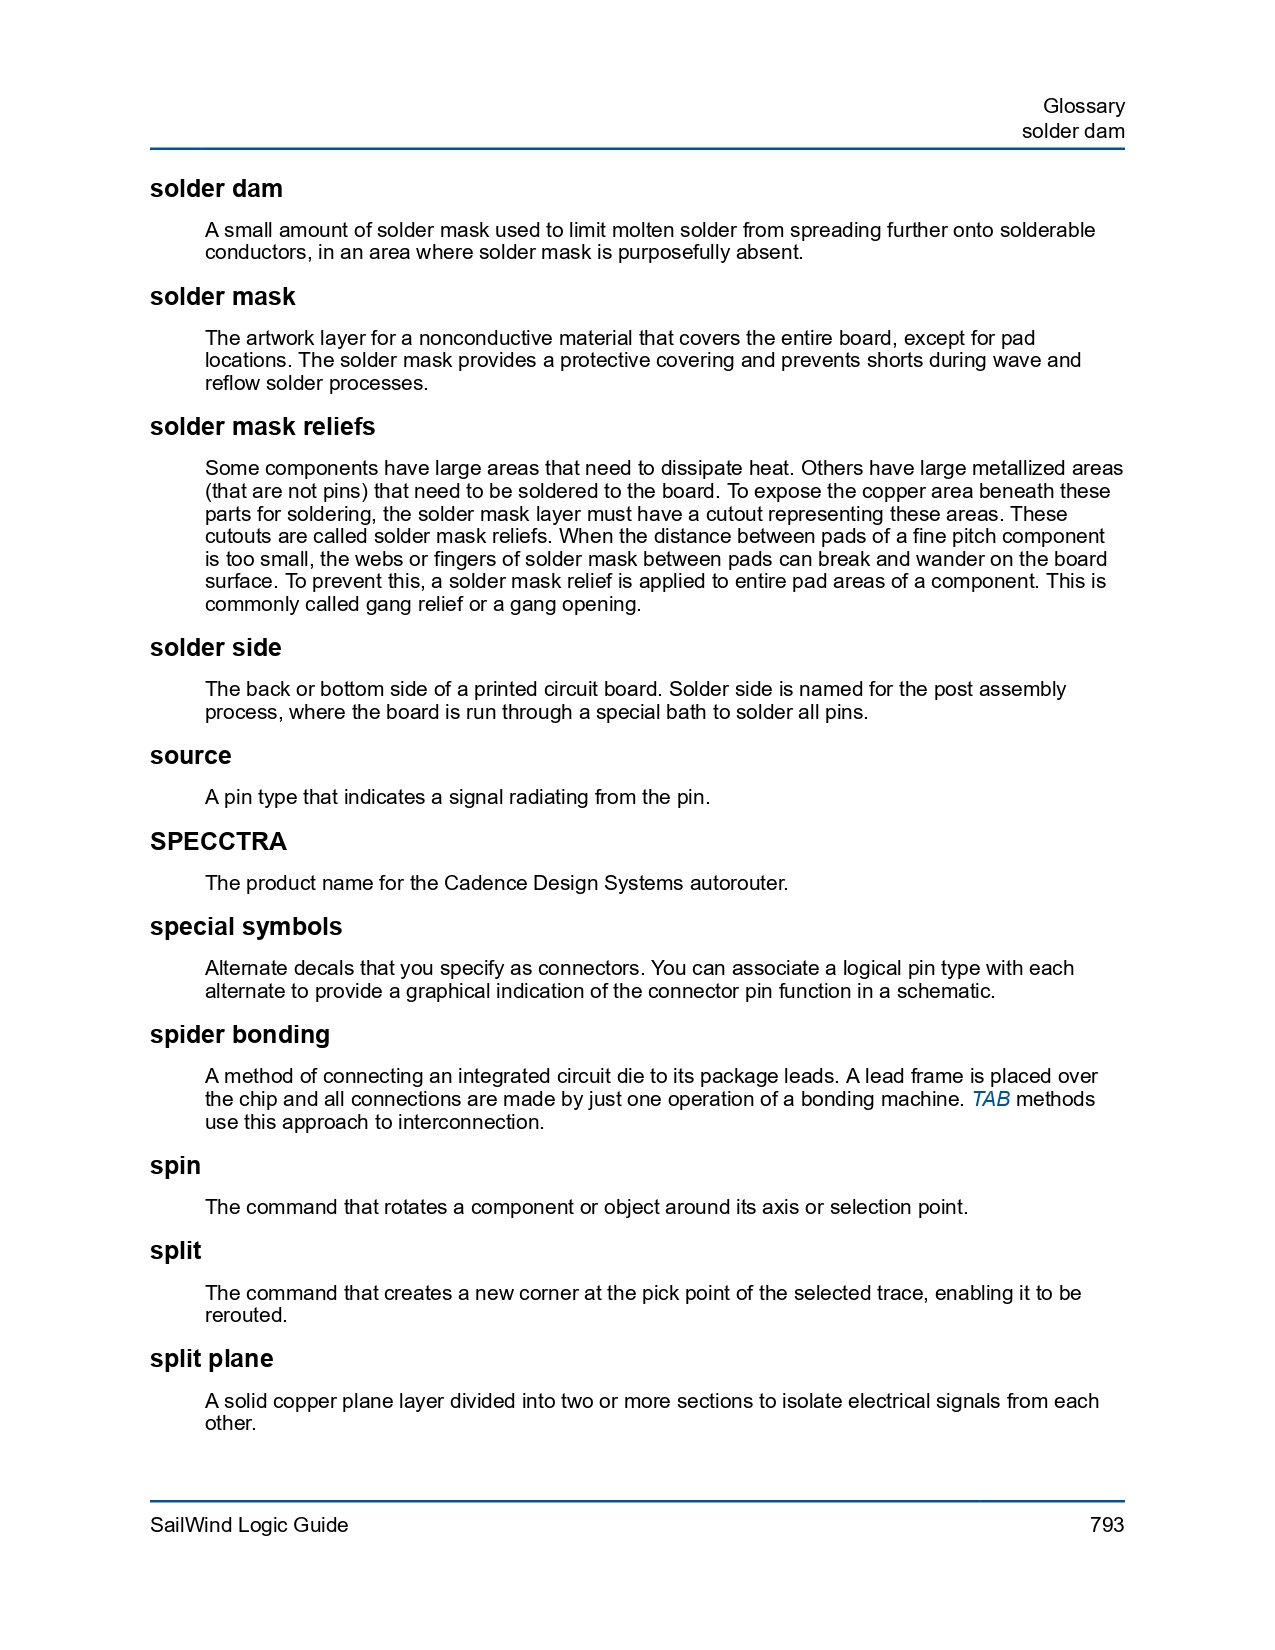 Glossary
solder dam
solder dam
A small amount of solder mask used to limit molten solder from spreading further onto solderable
conductors, in an area where solder mask is purposefully absent.
solder mask
The artwork layer for a nonconductive material that covers the entire board, except for pad
locations. The solder mask provides a protective covering and prevents shorts during wave and
reflow solder processes.
solder mask reliefs
Some components have large areas that need to dissipate heat. Others have large metallized areas
(that are not pins) that need to be soldered to the board. To expose the copper area beneath these
parts for soldering, the solder mask layer must have a cutout representing these areas. These
cutouts are called solder mask reliefs. When the distance between pads of a fine pitch component
is too small, the webs or fingers of solder mask between pads can break and wander on the board
surface. To prevent this, a solder mask relief is applied to entire pad areas of a component. This is
commonly called gang relief or a gang opening.
solder side
The back or bottom side of a printed circuit board. Solder side is named for the post assembly
process, where the board is run through a special bath to solder all pins.
source
A pin type that indicates a signal radiating from the pin.
SPECCTRA
The product name for the Cadence Design Systems autorouter.
special symbols
Alternate decals that you specify as connectors. You can associate a logical pin type with each
alternate to provide a graphical indication of the connector pin function in a schematic.
spider bonding
A method of connecting an integrated circuit die to its package leads. A lead frame is placed over
the chip and all connections are made by just one operation of a bonding machine. TAB methods
use this approach to interconnection.
spin
The command that rotates a component or object around its axis or selection point.
split
The command that creates a new corner at the pick point of the selected trace, enabling it to be
rerouted.
split plane
A solid copper plane layer divided into two or more sections to isolate electrical signals from each
other.
SailWind Logic Guide
793